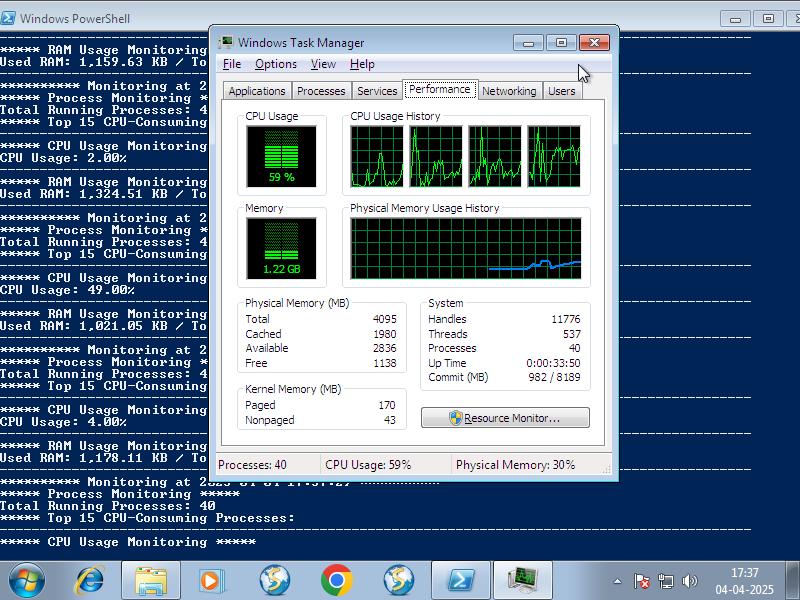 Windows PowerShell
***** RAM Usage Monitoring
Used RAM: 1,159.63 KB / To
********** Monitoring at 2
***** Process Monitoring *
Total Running Processes: 4
***** Top 15 CPU-Consuming
***** CPU Usage Monitoring
CPU Usage: 2.00%
***** RAM Usage Monitoring
Used RAM: 1,324.51 KB / To
********** Monitoring at 2
***** Process Monitoring *
Total Running Processes: 4
***** Top 15 CPU-Consuming
***** CPU Usage Monitoring
CPU Usage: 49.00%
***** RAM Usage Monitoring
Used RAM: 1,021.05 KB / To
********** Monitoring at 2
***** Process Monitoring *
Total Running Processes: 4
***** Top 15 CPU-Consuming
***** CPU Usage Monitoring
CPU Usage: 4.00%
***** RAM Usage Monitoring
Used RAM: 1,178.11 KB / To
********** Monitoring at
***** Process Monitoring *****
Total Running Processes: 40
***** Top 15 CPU-Consuming Processes:
***** CPU Usage Monitoring *****
Windows Task Manager
File Options View Help
Applications Processes Services Performance Networking Users
CPU Usage CPU Usage History
59 %
Memory Physical Memory Usage History
1.22 GB
Physical Memory (MB)
Total 4095
Cached 1980
Available 2836
Free 1138
Kernel Memory (MB)
Paged 170
Nonpaged 43
System
Handles 11776
Threads 537
Processes 40
Up Time 0:00:33:50
Commit (MB) 982 / 8189
Resource Monitor...
Processes: 40 CPU Usage: 59% Physical Memory: 30%
17:37
04-04-2025